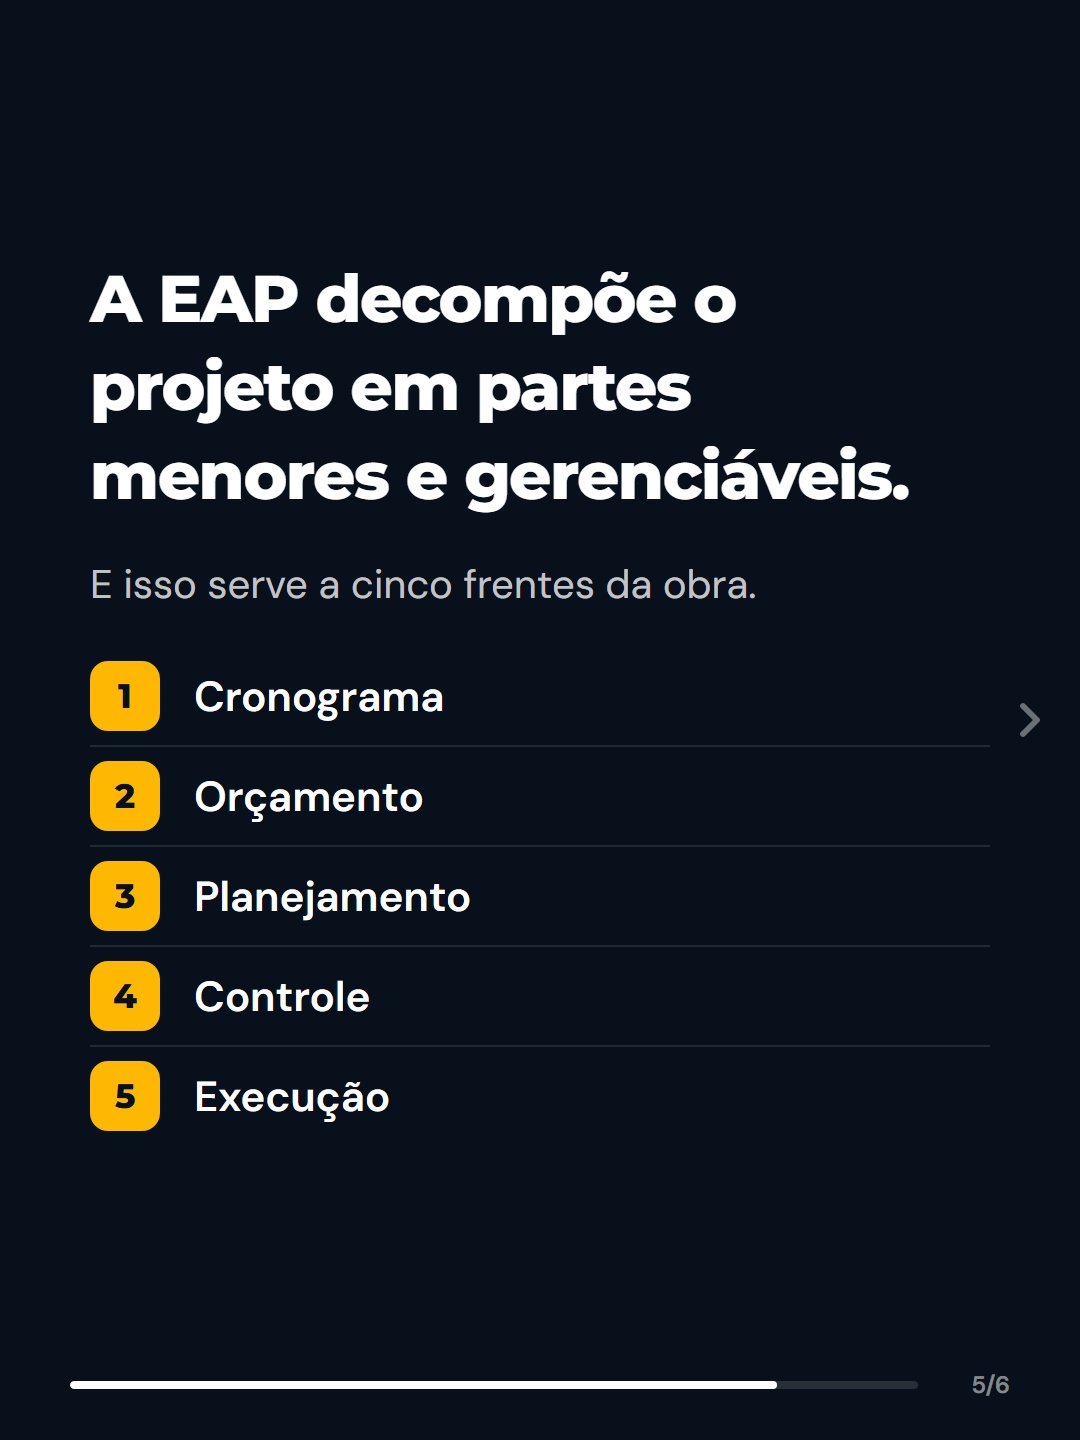 A EAP decompõe o
projeto em partes
menores e gerenciáveis.
E isso serve a cinco frentes da obra.
1 Cronograma
2 Orçamento
3 Planejamento
4 Controle
5 Execução
5/6